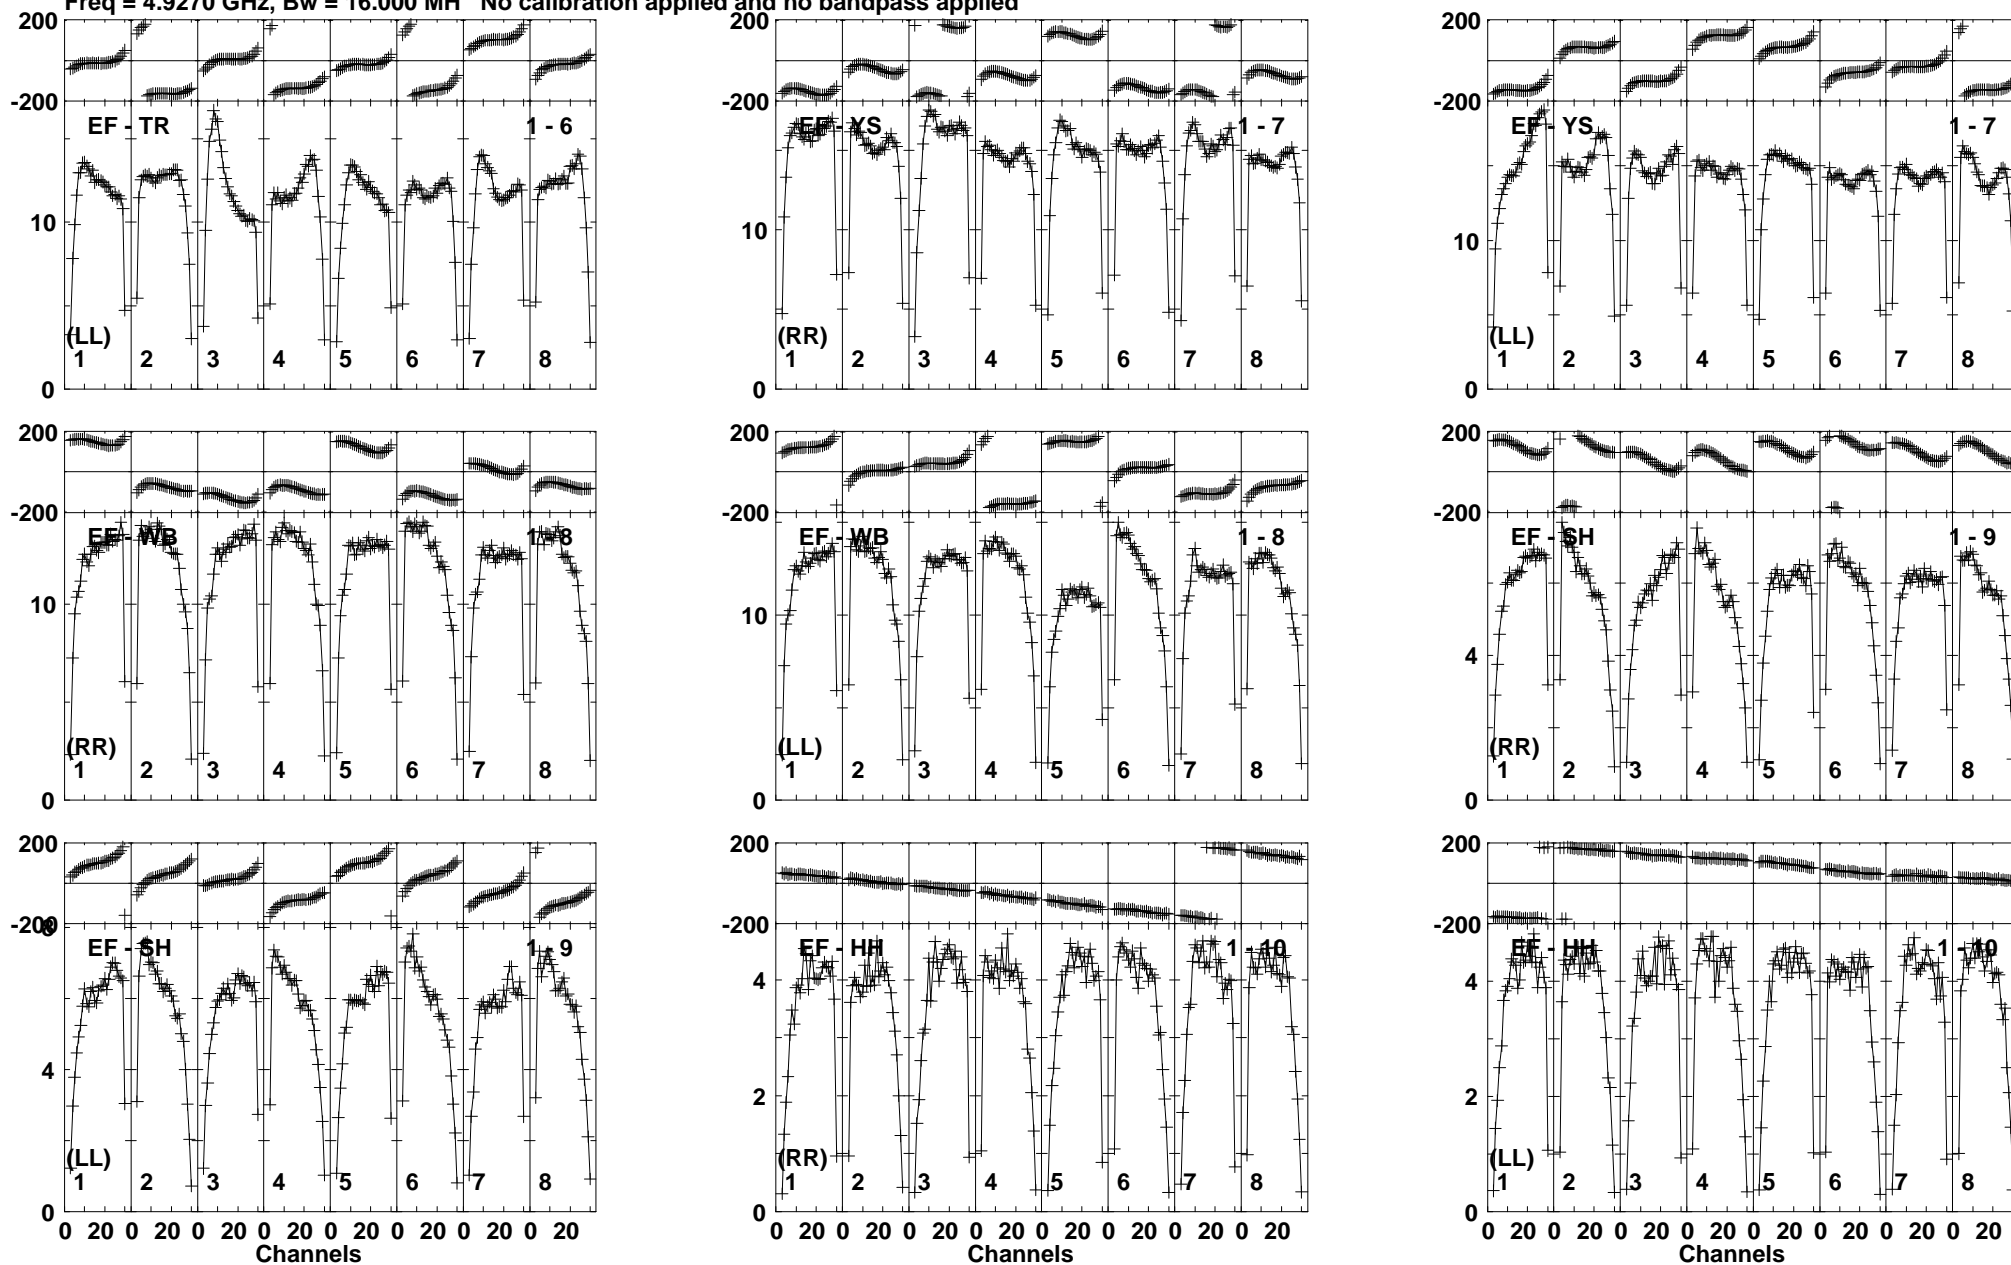 Freq = 4.9270 GHz, Bw = 16.000 MH No calibration applied and no bandpass applied
200 200 200
-200 -200 -200
EF - TR 1 - 6 EF - YS 1 - 7 EF - YS 1 - 7
10 10 10
(LL) (RR) (LL)
1 2 3 4 5 6 7 8 1 2 3 4 5 6 7 8 1 2 3 4 5 6 7 8
0 0 0
200 200 200
-200 -200 -200
EF - WB 1 - 8 EF - WB 1 - 8 EF - SH 1 - 9
10 10 4
(RR) (LL) (RR)
1 2 3 4 5 6 7 8 1 2 3 4 5 6 7 8 1 2 3 4 5 6 7 8
0 0 0
200 200 200
-200 -200 -200
8
EF - SH 1 - 9 EF - HH 1 - 10 EF - HH 1 - 10
4 4 4
2 2
(LL) (RR) (LL)
1 2 3 4 5 6 7 8 1 2 3 4 5 6 7 8 1 2 3 4 5 6 7 8
0 0 0
0 20 0 20 0 20 0 20 0 20 0 20 0 20 0 20 0 20 0 20 0 20 0 20 0 20 0 20 0 20 0 20 0 20 0 20 0 20 0 20 0 20 0 20 0 20 0 20
Channels Channels Channels